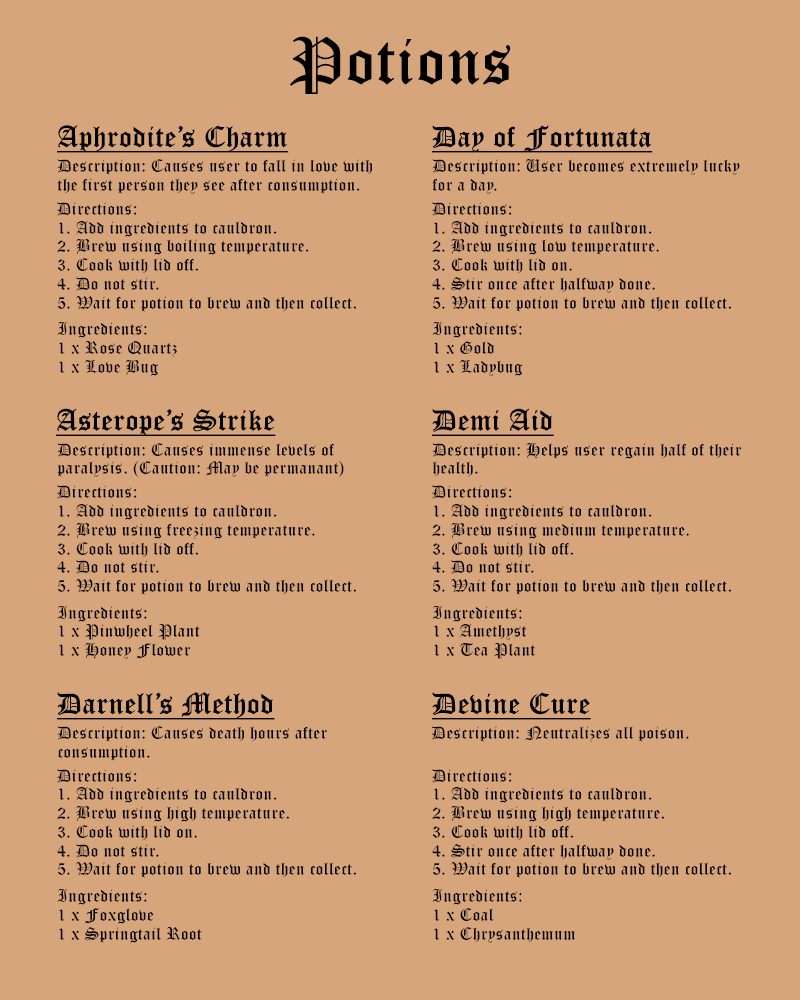 Potions
Aphrodite's Charm
Description: Causes user to fall in love with
the first person they see after consumption.
Directions:
1. Add ingredients to cauldron.
2. Brew using boiling temperature.
3. Cook with lid off.
4. Do not stir.
5. Wait for potion to brew and then collect.
Ingredients:
1 x Rose Quartz
1 x Love Bug
Asterope's Strike
Description: Causes immense levels of
paralysis. (Caution: May be permanant)
Directions:
1. Add ingredients to cauldron.
2. Brew using freezing temperature.
3. Cook with lid off.
4. Do not stir.
5. Wait for potion to brew and then collect.
Ingredients:
1 x Pinwheel Plant
1 x Honey Flower
Darnell's Method
Description: Causes death hours after
consumption.
Directions:
1. Add ingredients to cauldron.
2. Brew using high temperature.
3. Cook with lid on.
4. Do not stir.
5. Wait for potion to brew and then collect.
Ingredients:
1 x Foxglove
1 x Springtail Root
Day of Fortunata
Description: User becomes extremely lucky
for a day.
Directions:
1. Add ingredients to cauldron.
2. Brew using low temperature.
3. Cook with lid on.
4. Stir once after halfway done.
5. Wait for potion to brew and then collect.
Ingredients:
1 x Gold
1 x Ladybug
Demi Aid
Description: Helps user regain half of their
health.
Directions:
1. Add ingredients to cauldron.
2. Brew using medium temperature.
3. Cook with lid off.
4. Do not stir.
5. Wait for potion to brew and then collect.
Ingredients:
1 x Amethyst
1 x Tea Plant
Devine Cure
Description: Neutralizes all poison.
Directions:
1. Add ingredients to cauldron.
2. Brew using high temperature.
3. Cook with lid off.
4. Stir once after halfway done.
5. Wait for potion to brew and then collect.
Ingredients:
1 x Coal
1 x Chrysanthemum